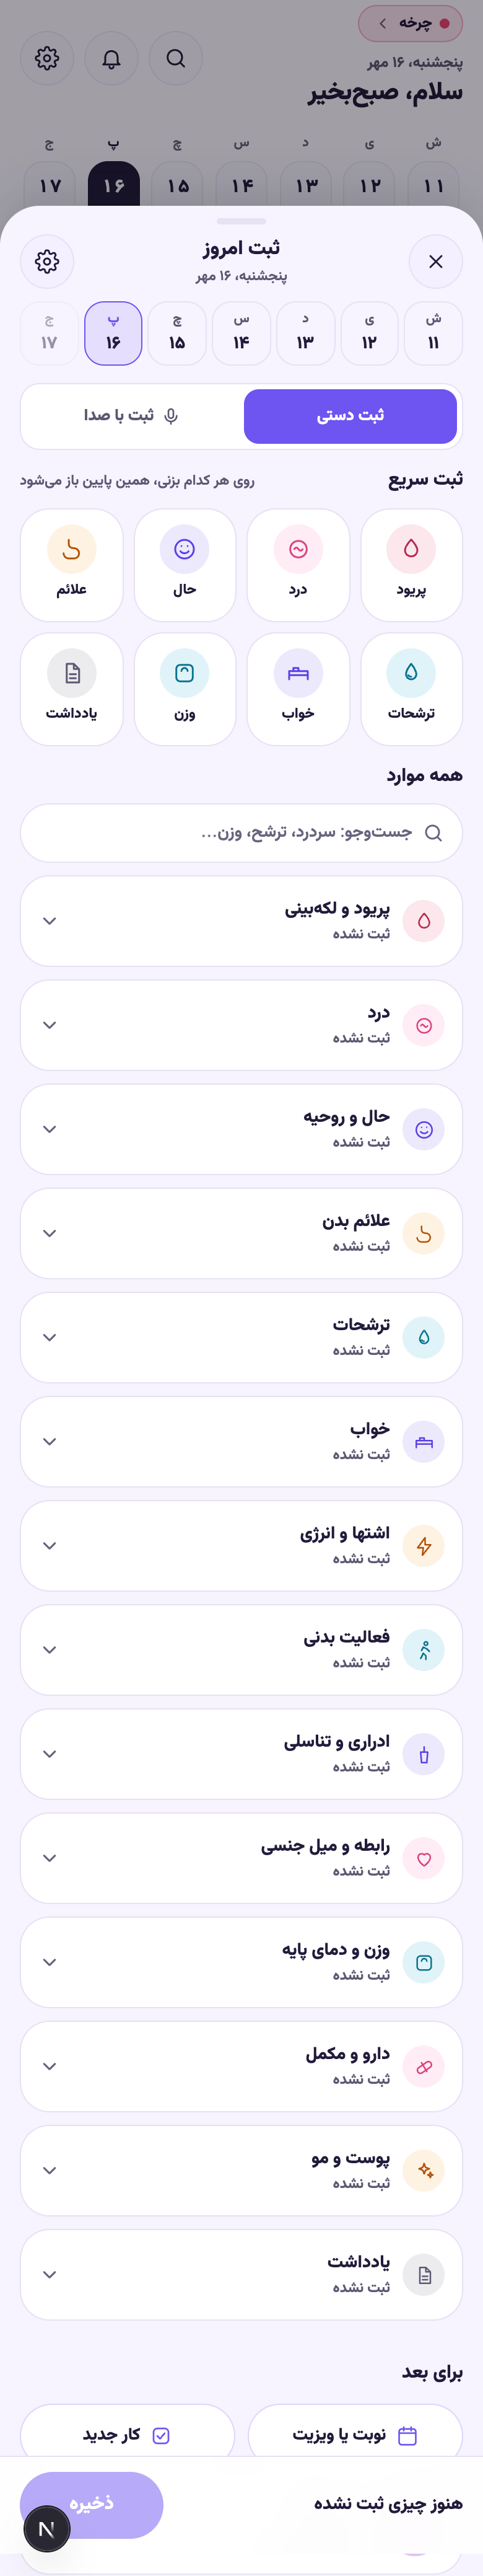 چرخه
پنجشنبه، ۱۶ مهر
سلام، صبح‌بخیر
ش ی د س چ پ ج
۱۱ ۱۲ ۱۳ ۱۴ ۱۵ ۱۶ ۱۷
ثبت امروز
پنجشنبه، ۱۶ مهر
ش ی د س چ پ ج
۱۱ ۱۲ ۱۳ ۱۴ ۱۵ ۱۶ ۱۷
ثبت دستی ثبت با صدا
ثبت سریع روی هر کدام بزنی، همین پایین باز می‌شود
پریود درد حال علائم
ترشحات خواب وزن یادداشت
همه موارد
جست‌وجو: سردرد، ترشح، وزن...
پریود و لکه‌بینی
ثبت نشده
درد
ثبت نشده
حال و روحیه
ثبت نشده
علائم بدن
ثبت نشده
ترشحات
ثبت نشده
خواب
ثبت نشده
اشتها و انرژی
ثبت نشده
فعالیت بدنی
ثبت نشده
ادراری و تناسلی
ثبت نشده
رابطه و میل جنسی
ثبت نشده
وزن و دمای پایه
ثبت نشده
دارو و مکمل
ثبت نشده
پوست و مو
ثبت نشده
یادداشت
ثبت نشده
برای بعد
نوبت یا ویزیت کار جدید
هنوز چیزی ثبت نشده ذخیره
N